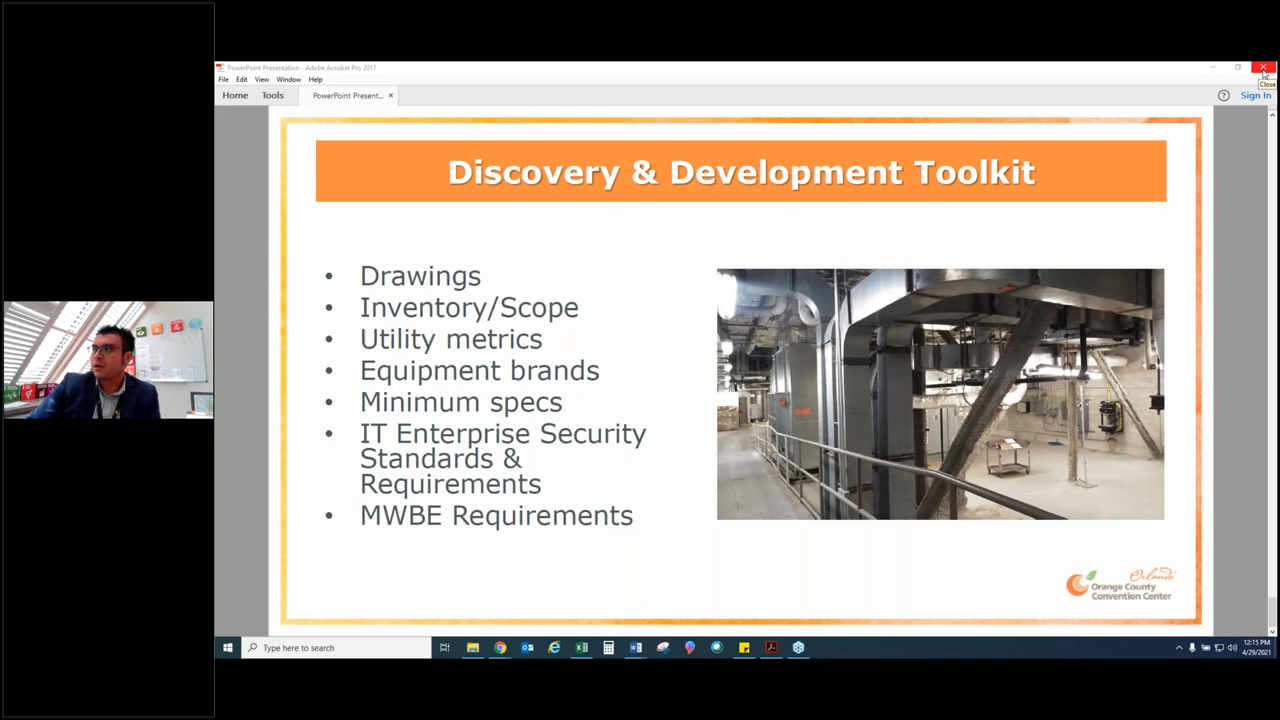 PowerPoint Presentation - Adobe Acrobat Pro 2017
File Edit View Window Help
Close
Home Tools PowerPoint Present... × Sign In
Discovery & Development Toolkit
• Drawings
• Inventory/Scope
• Utility metrics
• Equipment brands
• Minimum specs
• IT Enterprise Security
Standards &
Requirements
• MWBE Requirements
Orlando
Orange County
Convention Center
Type here to search
12:15 PM
4/29/2021